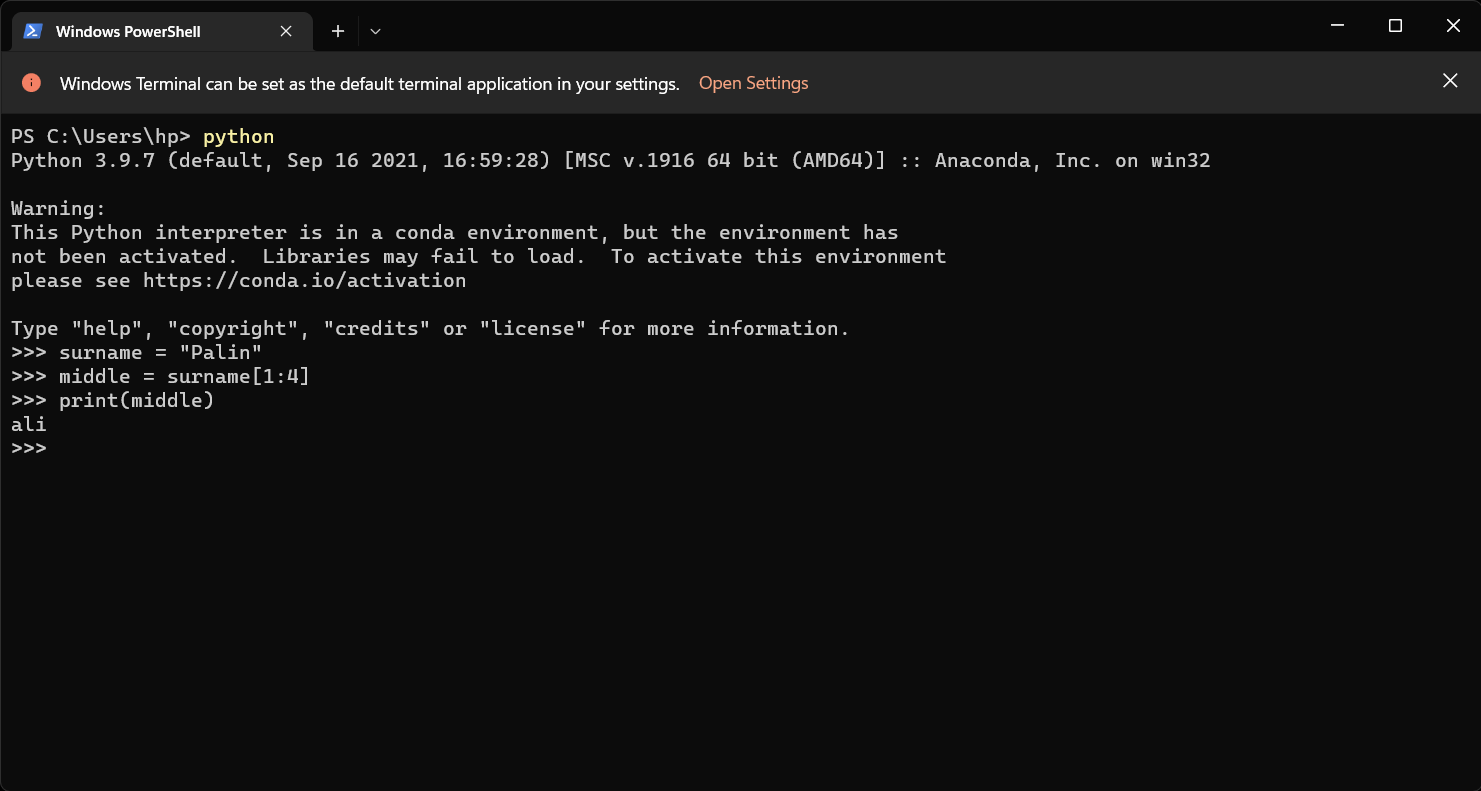 Windows PowerShell
Windows Terminal can be set as the default terminal application in your settings. Open Settings
PS C:\Users\hp> python
Python 3.9.7 (default, Sep 16 2021, 16:59:28) [MSC v.1916 64 bit (AMD64)] :: Anaconda, Inc. on win32
Warning:
This Python interpreter is in a conda environment, but the environment has
not been activated.  Libraries may fail to load.  To activate this environment
please see https://conda.io/activation
Type "help", "copyright", "credits" or "license" for more information.
>>> surname = "Palin"
>>> middle = surname[1:4]
>>> print(middle)
ali
>>>